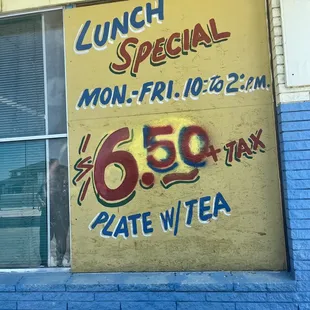 LUNCH
SPECIAL
MON.-FRI. 10:to 2:P.M.
$6.50 + TAX
PLATE W/TEA